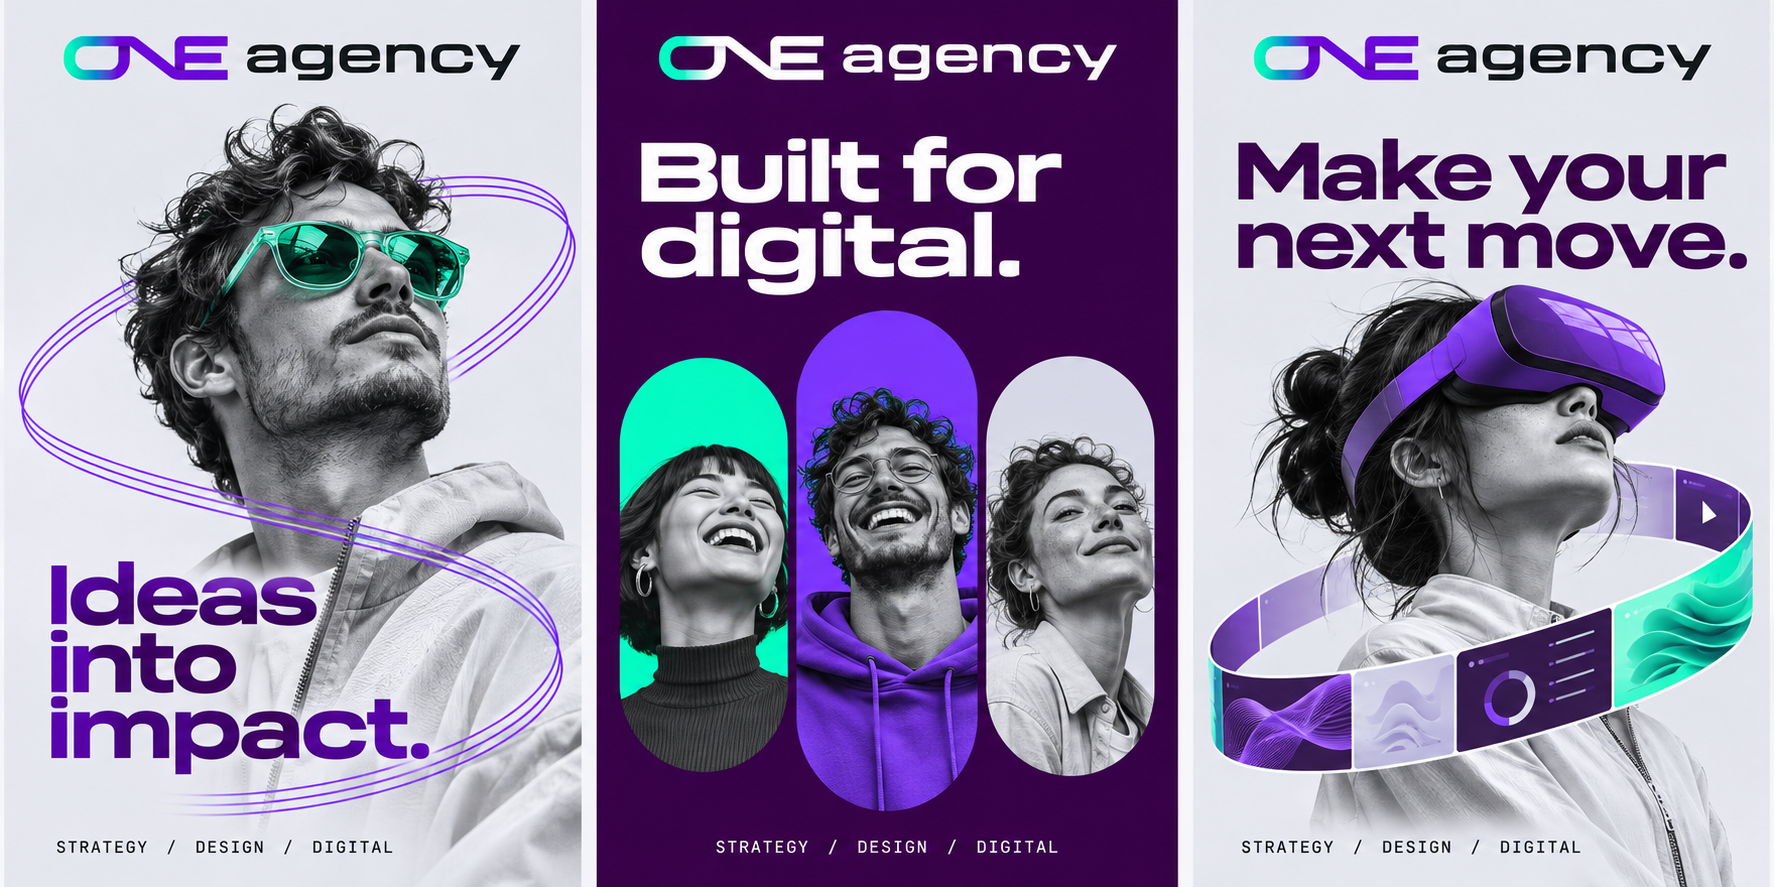 ONE agency
Ideas
into
impact.
STRATEGY / DESIGN / DIGITAL
ONE agency
Built for
digital.
STRATEGY / DESIGN / DIGITAL
ONE agency
Make your
next move.
STRATEGY / DESIGN / DIGITAL